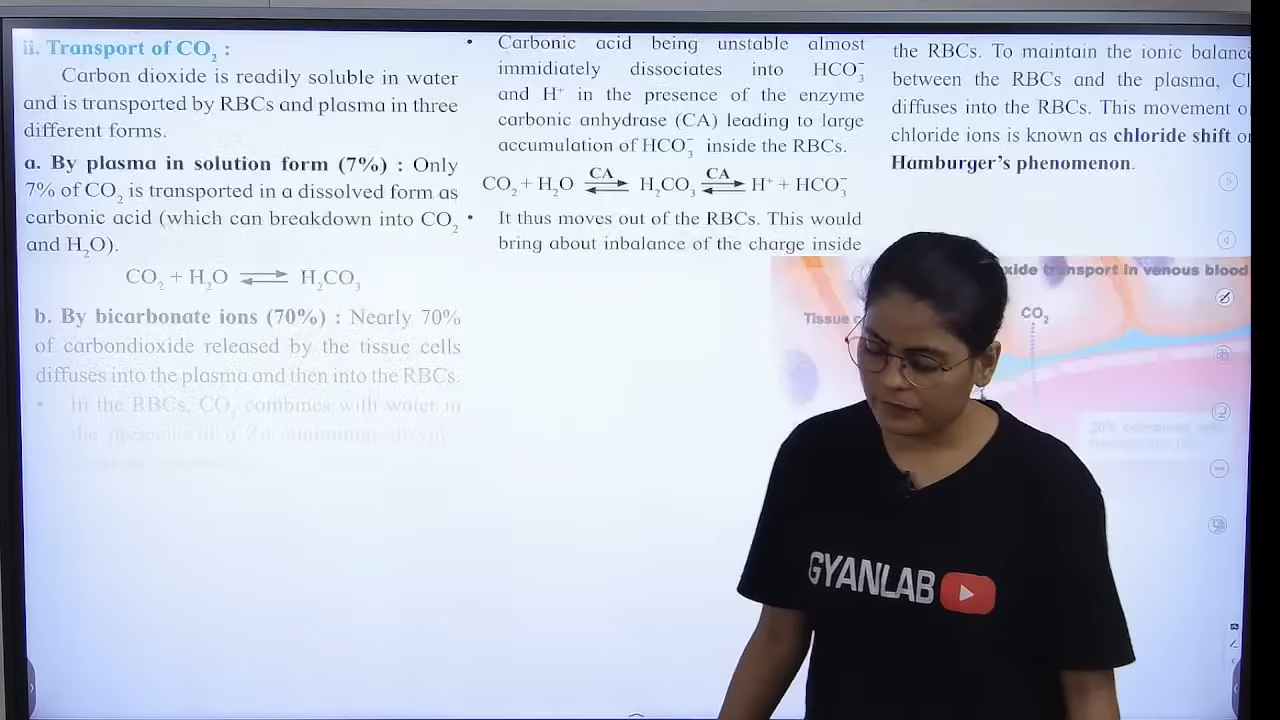 ii. Transport of CO₂ :
Carbon dioxide is readily soluble in water
and is transported by RBCs and plasma in three
different forms.
a. By plasma in solution form (7%) : Only
7% of CO₂ is transported in a dissolved form as
carbonic acid (which can breakdown into CO₂
and H₂O).
CO₂ + H₂O ⇌ H₂CO₃
b. By bicarbonate ions (70%) : Nearly 70%
of carbondioxide released by the tissue cells
diffuses into the plasma and then into the RBCs.
• In the RBCs, CO₂ combines with water in
the presence of a Zn
• Carbonic acid being unstable almost
immidiately dissociates into HCO₃⁻
and H⁺ in the presence of the enzyme
carbonic anhydrase (CA) leading to large
accumulation of HCO₃⁻ inside the RBCs.
CA CA
CO₂ + H₂O ⇌ H₂CO₃ ⇌ H⁺ + HCO₃⁻
• It thus moves out of the RBCs. This would
bring about inbalance of the charge inside
the RBCs. To maintain the ionic balance
between the RBCs and the plasma, Cl
diffuses into the RBCs. This movement o
chloride ions is known as chloride shift or
Hamburger's phenomenon.
xide transport in venous blood
Tissue c
CO₂
GYANLAB